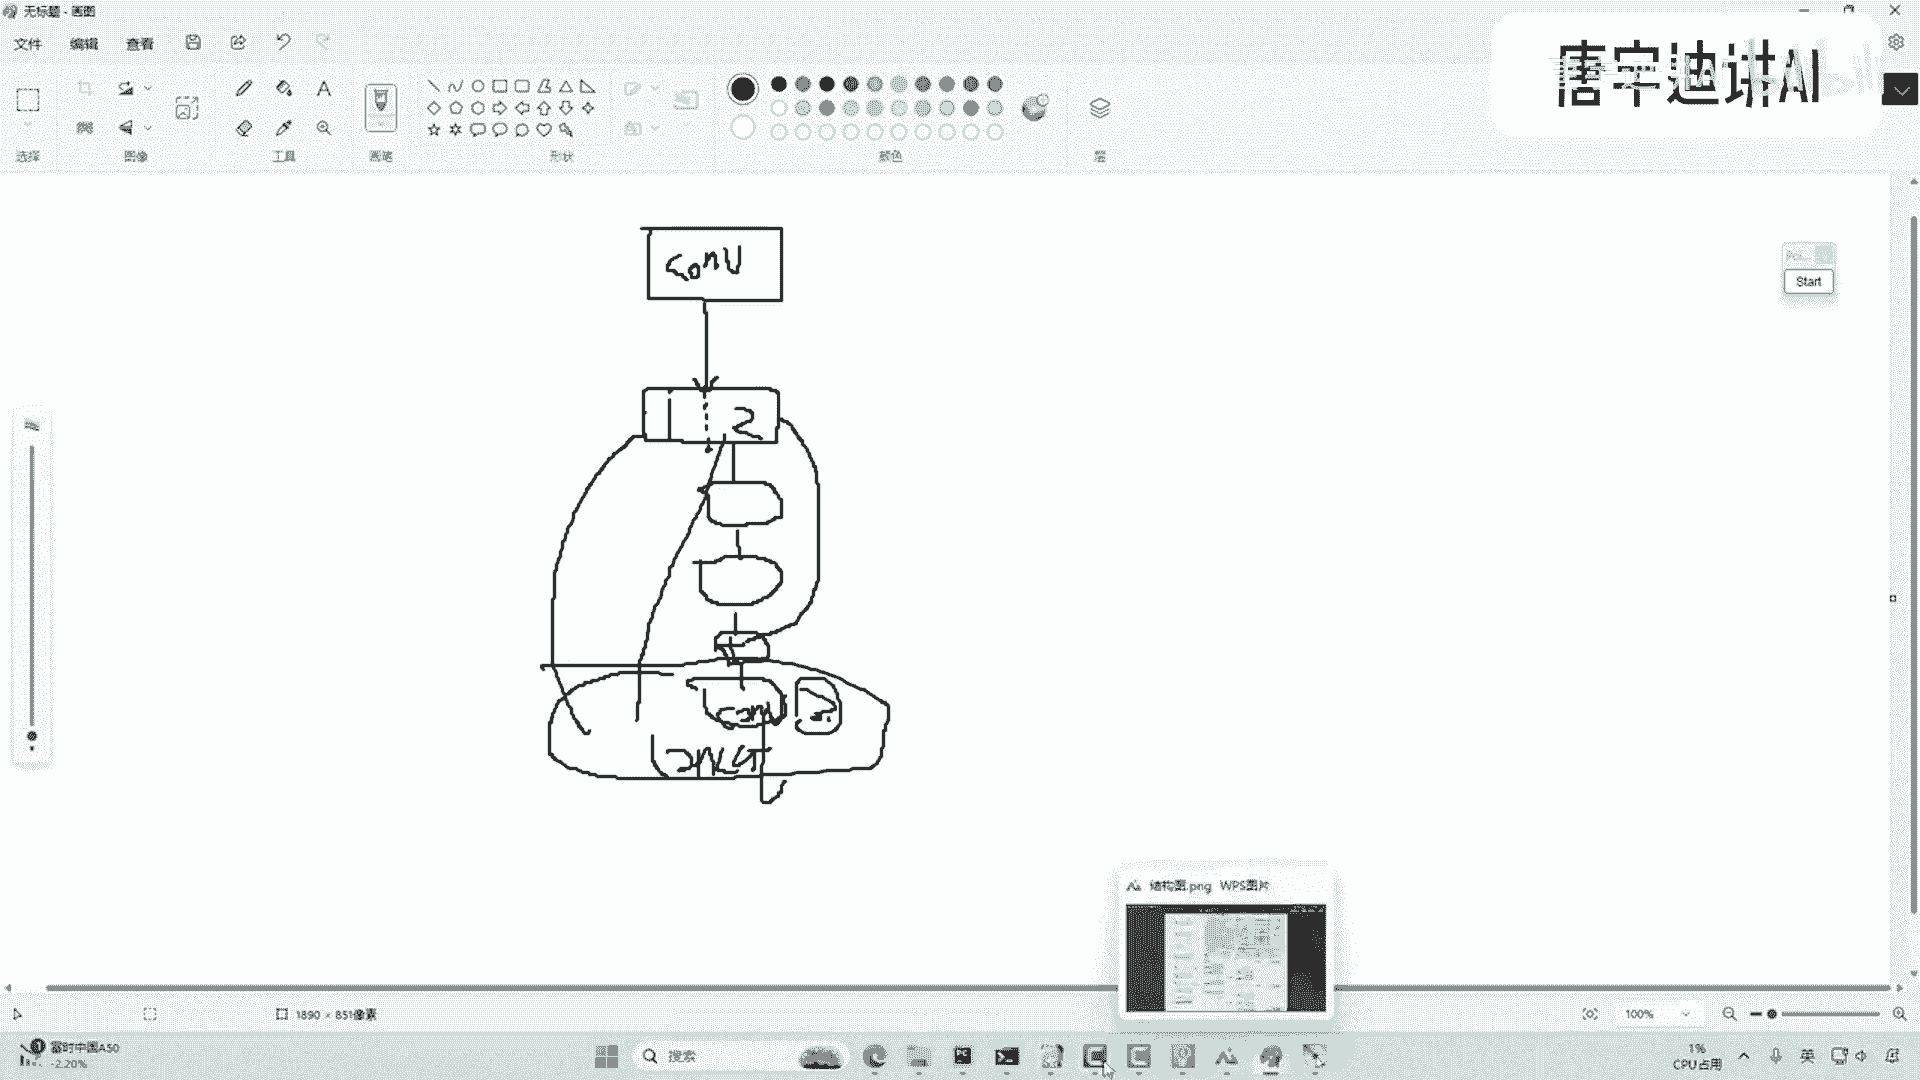 无标题 - 画图
唐宇迪讲AI
文件 编辑 查看
选择 图像 工具 画笔 形状 颜色 层
Start
conv
2
conv
结构图.png WPS图片
1890 × 851像素
100%
富时中国A50
-2.20%
搜索
1%
CPU占用
英